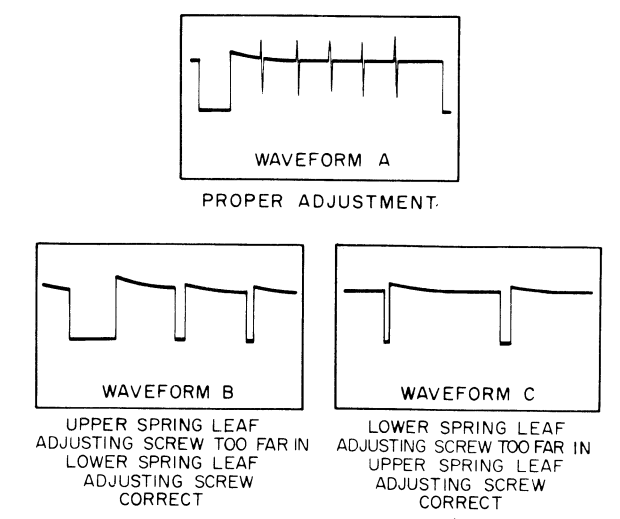 WAVEFORM A
PROPER ADJUSTMENT.
WAVEFORM B
UPPER SPRING LEAF
ADJUSTING SCREW TOO FAR IN
LOWER SPRING LEAF
ADJUSTING SCREW
CORRECT
WAVEFORM C
LOWER SPRING LEAF
ADJUSTING SCREW TOO FAR IN
UPPER SPRING LEAF
ADJUSTING SCREW
CORRECT